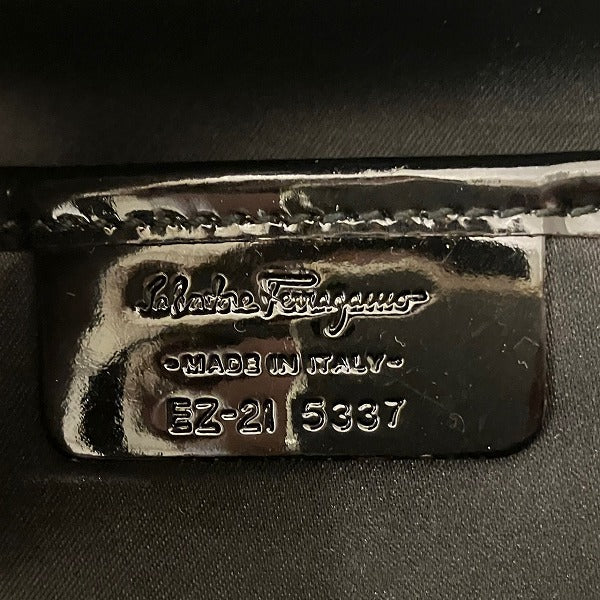 Salvatore Ferragamo
-MADE IN ITALY-
EZ-21 5337